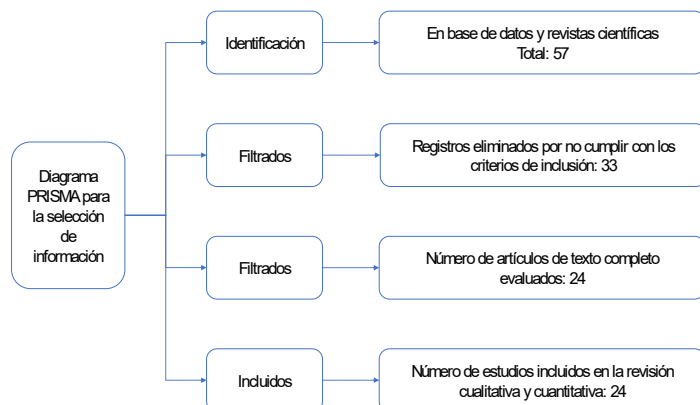 Identificación
En base de datos y revistas científicas
Total: 57
Diagrama
PRISMA para
la selección
de
información
Filtrados
Registros eliminados por no cumplir con los
criterios de inclusión: 33
Filtrados
Número de artículos de texto completo
evaluados: 24
Incluidos
Número de estudios incluidos en la revisión
cualitativa y cuantitativa: 24